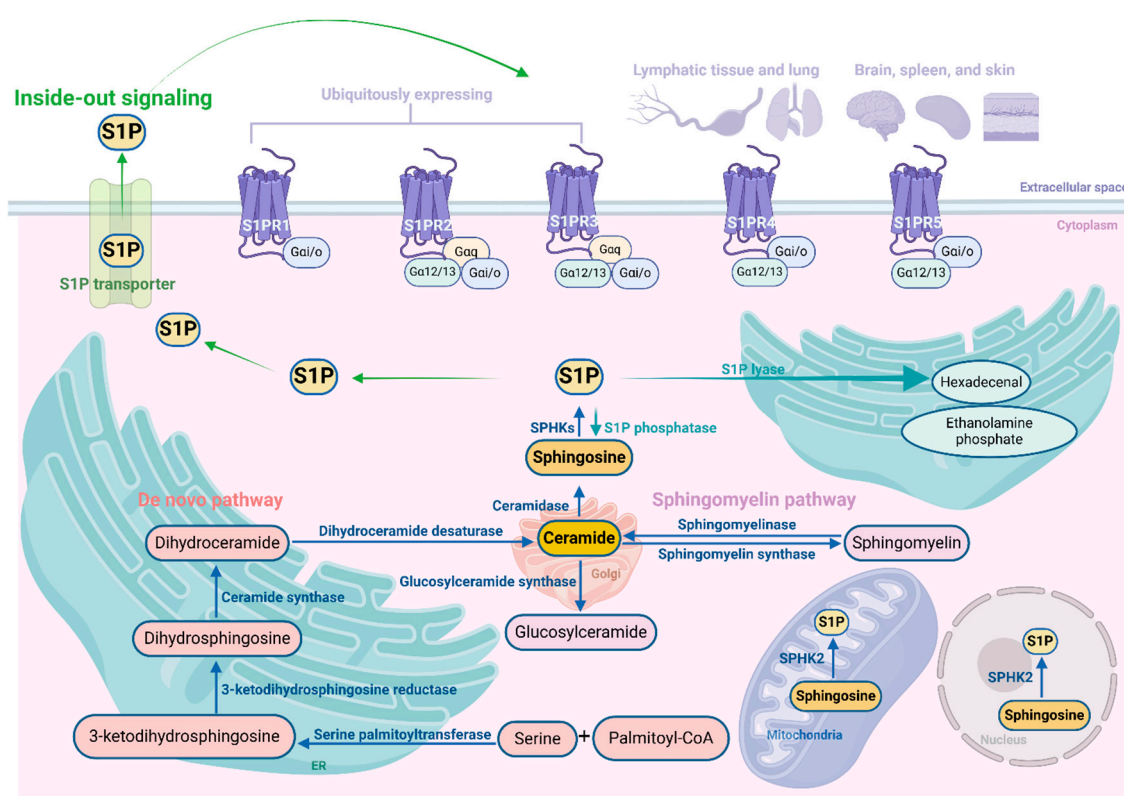 Lymphatic tissue and lung
Brain, spleen, and skin
Inside-out signaling
Ubiquitously expressing
S1P
Extracellular space
S1PR1
S1PR2
S1PR3
S1PR4
S1PR5
Cytoplasm
S1P
Gαi/o
Gαq
Gα12/13
Gαi/o
Gαq
Gα12/13
Gαi/o
Gαi/o
Gα12/13
Gαi/o
Gα12/13
S1P transporter
S1P
S1P
S1P
S1P lyase
Hexadecenal
Ethanolamine
phosphate
SPHKs
S1P phosphatase
Sphingosine
De novo pathway
Ceramidase
Sphingomyelin pathway
Dihydroceramide
Dihydroceramide desaturase
Ceramide
Sphingomyelinase
Sphingomyelin synthase
Sphingomyelin
Golgi
Glucosylceramide synthase
Ceramide synthase
Dihydrosphingosine
Glucosylceramide
S1P
SPHK2
Sphingosine
Mitochondria
S1P
SPHK2
Sphingosine
Nucleus
3-ketodihydrosphingosine reductase
3-ketodihydrosphingosine
Serine palmitoyltransferase
Serine
+
Palmitoyl-CoA
ER